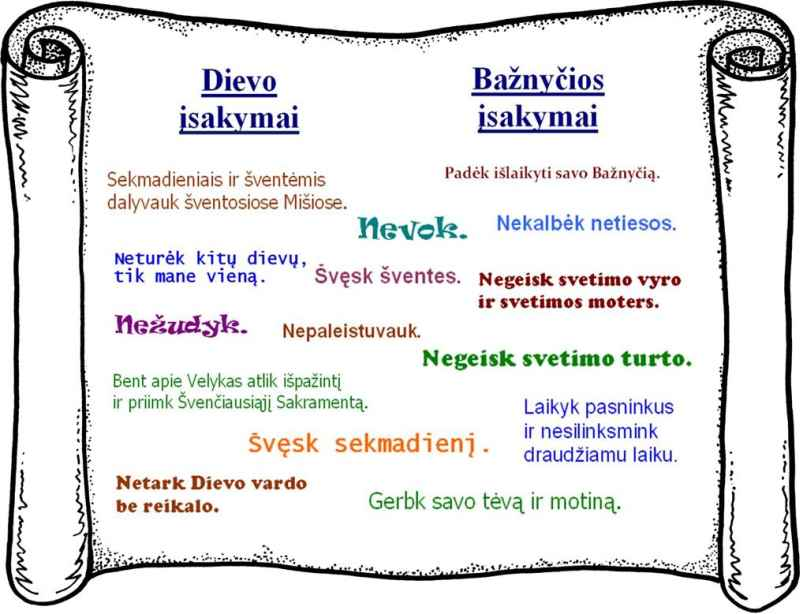 Dievo
įsakymai
Bažnyčios
įsakymai
Sekmadieniais ir šventėmis
dalyvauk šventosiose Mišiose.
Padėk išlaikyti savo Bažnyčią.
Nevok.
Nekalbėk netiesos.
Neturėk kitų dievų,
tik mane vieną.
Švęsk šventes.
Negeisk svetimo vyro
ir svetimos moters.
Nežudyk.
Nepaleistuvauk.
Negeisk svetimo turto.
Bent apie Velykas atlik išpažintį
ir priimk Švenčiausiąjį Sakramentą.
Laikyk pasninkus
ir nesilinksmink
draudžiamu laiku.
Švęsk sekmadienį.
Netark Dievo vardo
be reikalo.
Gerbk savo tėvą ir motiną.